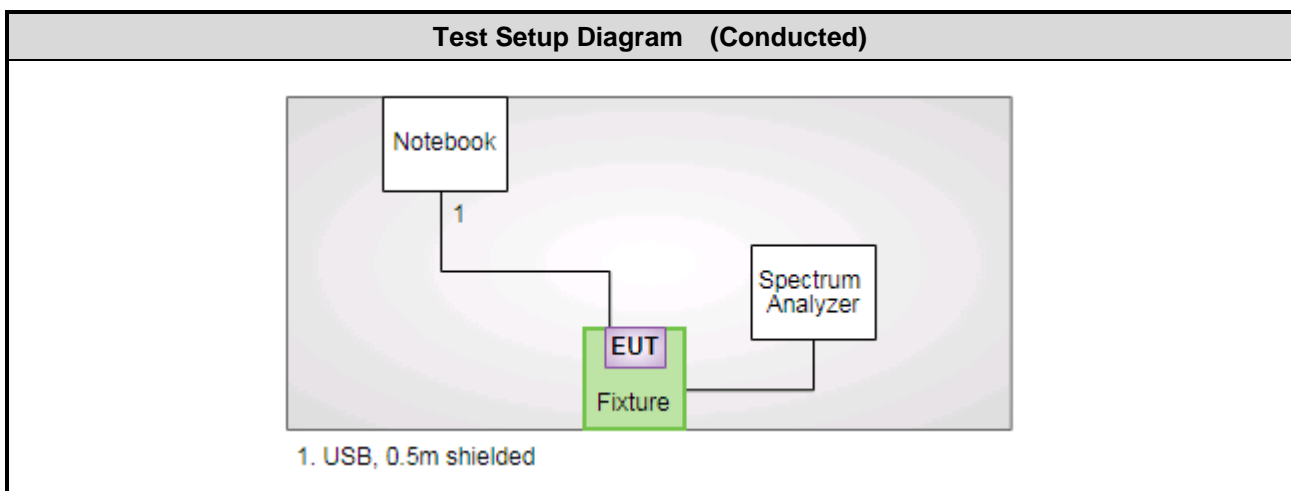 Test Setup Diagram (Conducted)
Notebook
1
Spectrum
Analyzer
EUT
Fixture
1. USB, 0.5m shielded